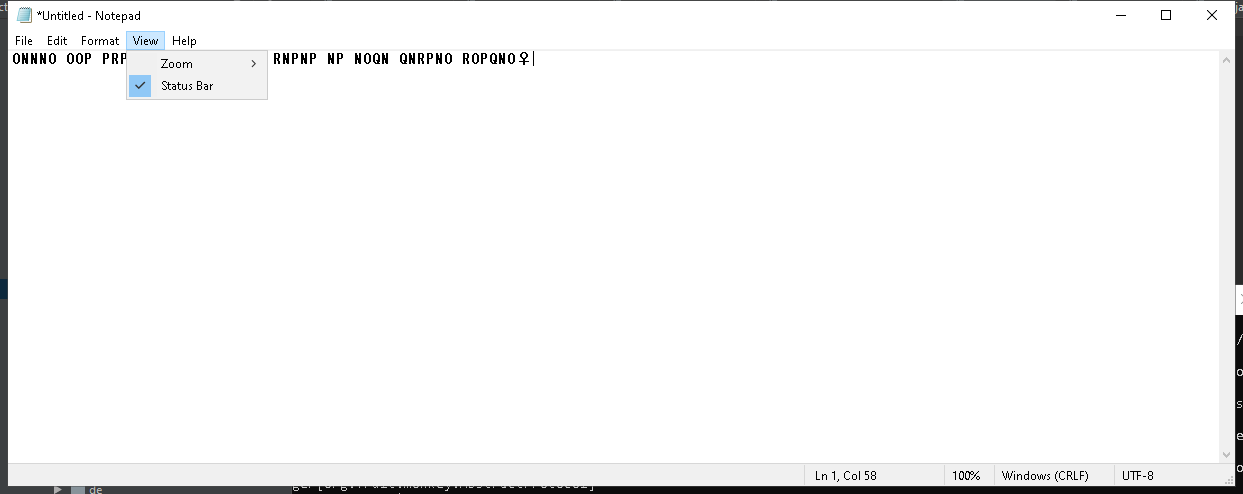 *Untitled - Notepad
File Edit Format View Help
ONNNO OOP PRP RNPNP NP NOQN QNRPNO ROPQNO♀
Zoom
Status Bar
Ln 1, Col 58 100% Windows (CRLF) UTF-8
de